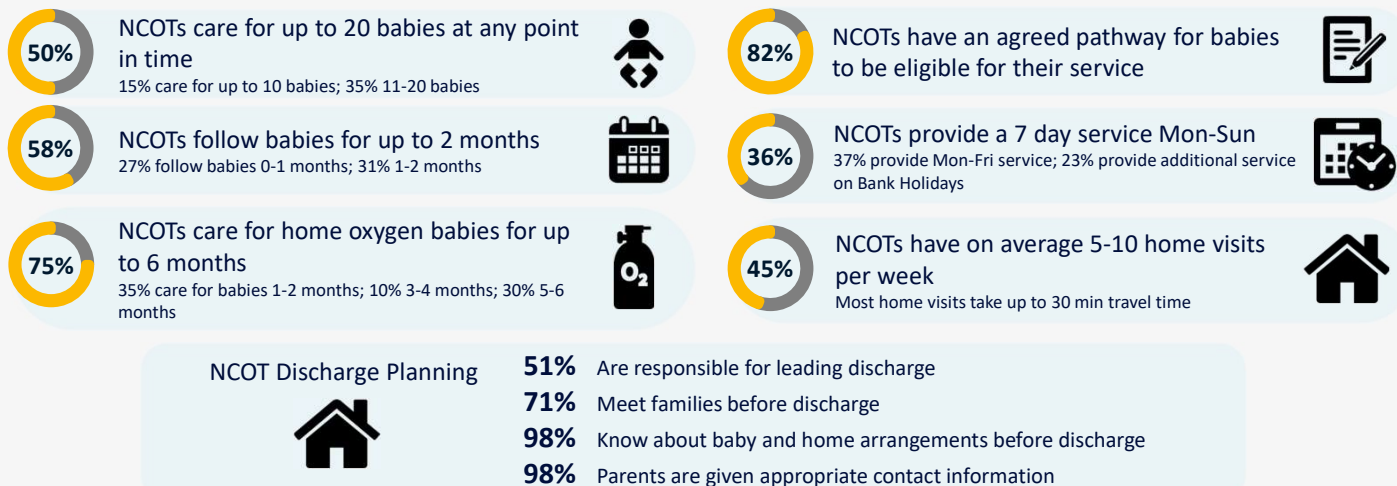 50%
NCOTs care for up to 20 babies at any point
in time
15% care for up to 10 babies; 35% 11-20 babies
58%
NCOTs follow babies for up to 2 months
27% follow babies 0-1 months; 31% 1-2 months
75%
NCOTs care for home oxygen babies for up
to 6 months
35% care for babies 1-2 months; 10% 3-4 months; 30% 5-6
months
O2
82%
NCOTs have an agreed pathway for babies
to be eligible for their service
36%
NCOTs provide a 7 day service Mon-Sun
37% provide Mon-Fri service; 23% provide additional service
on Bank Holidays
45%
NCOTs have on average 5-10 home visits
per week
Most home visits take up to 30 min travel time
NCOT Discharge Planning
51% Are responsible for leading discharge
71% Meet families before discharge
98% Know about baby and home arrangements before discharge
98% Parents are given appropriate contact information